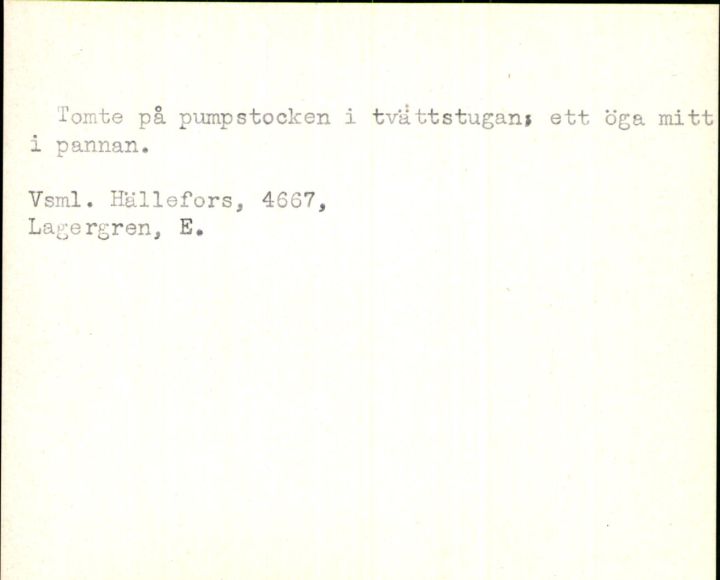 Tomte på pumpstocken i tvättstugan; ett öga mitt
i pannan.
Vsml. Hällefors, 4667,
Lagergren, E.